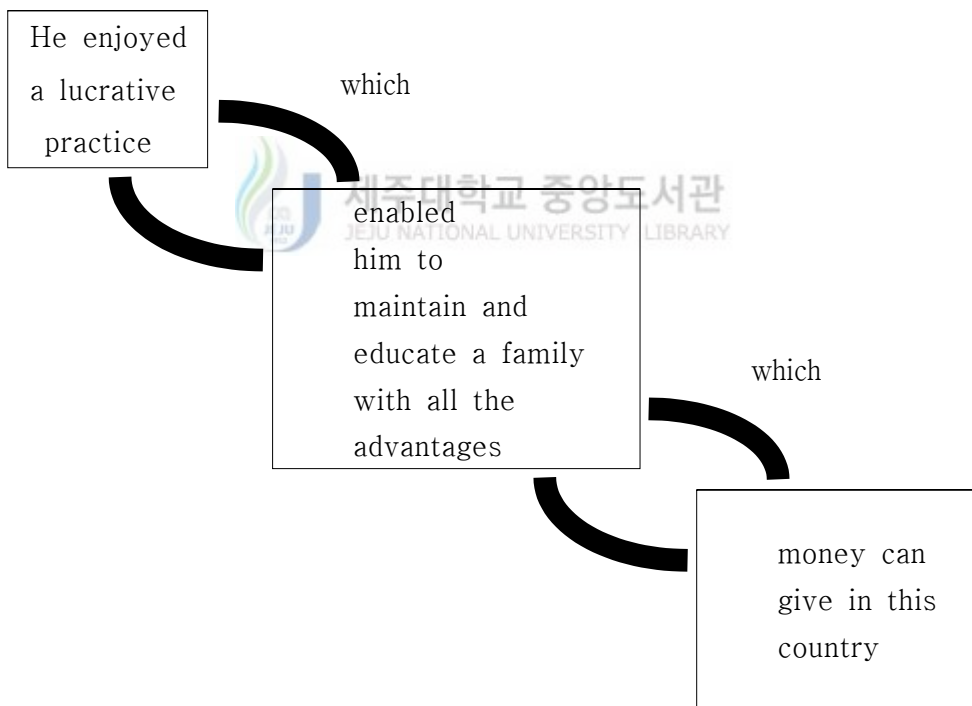 He enjoyed
a lucrative
practice
which
제주대학교 중앙도서관
JEJU NATIONAL UNIVERSITY LIBRARY
enabled
him to
maintain and
educate a family
with all the
advantages
which
money can
give in this
country